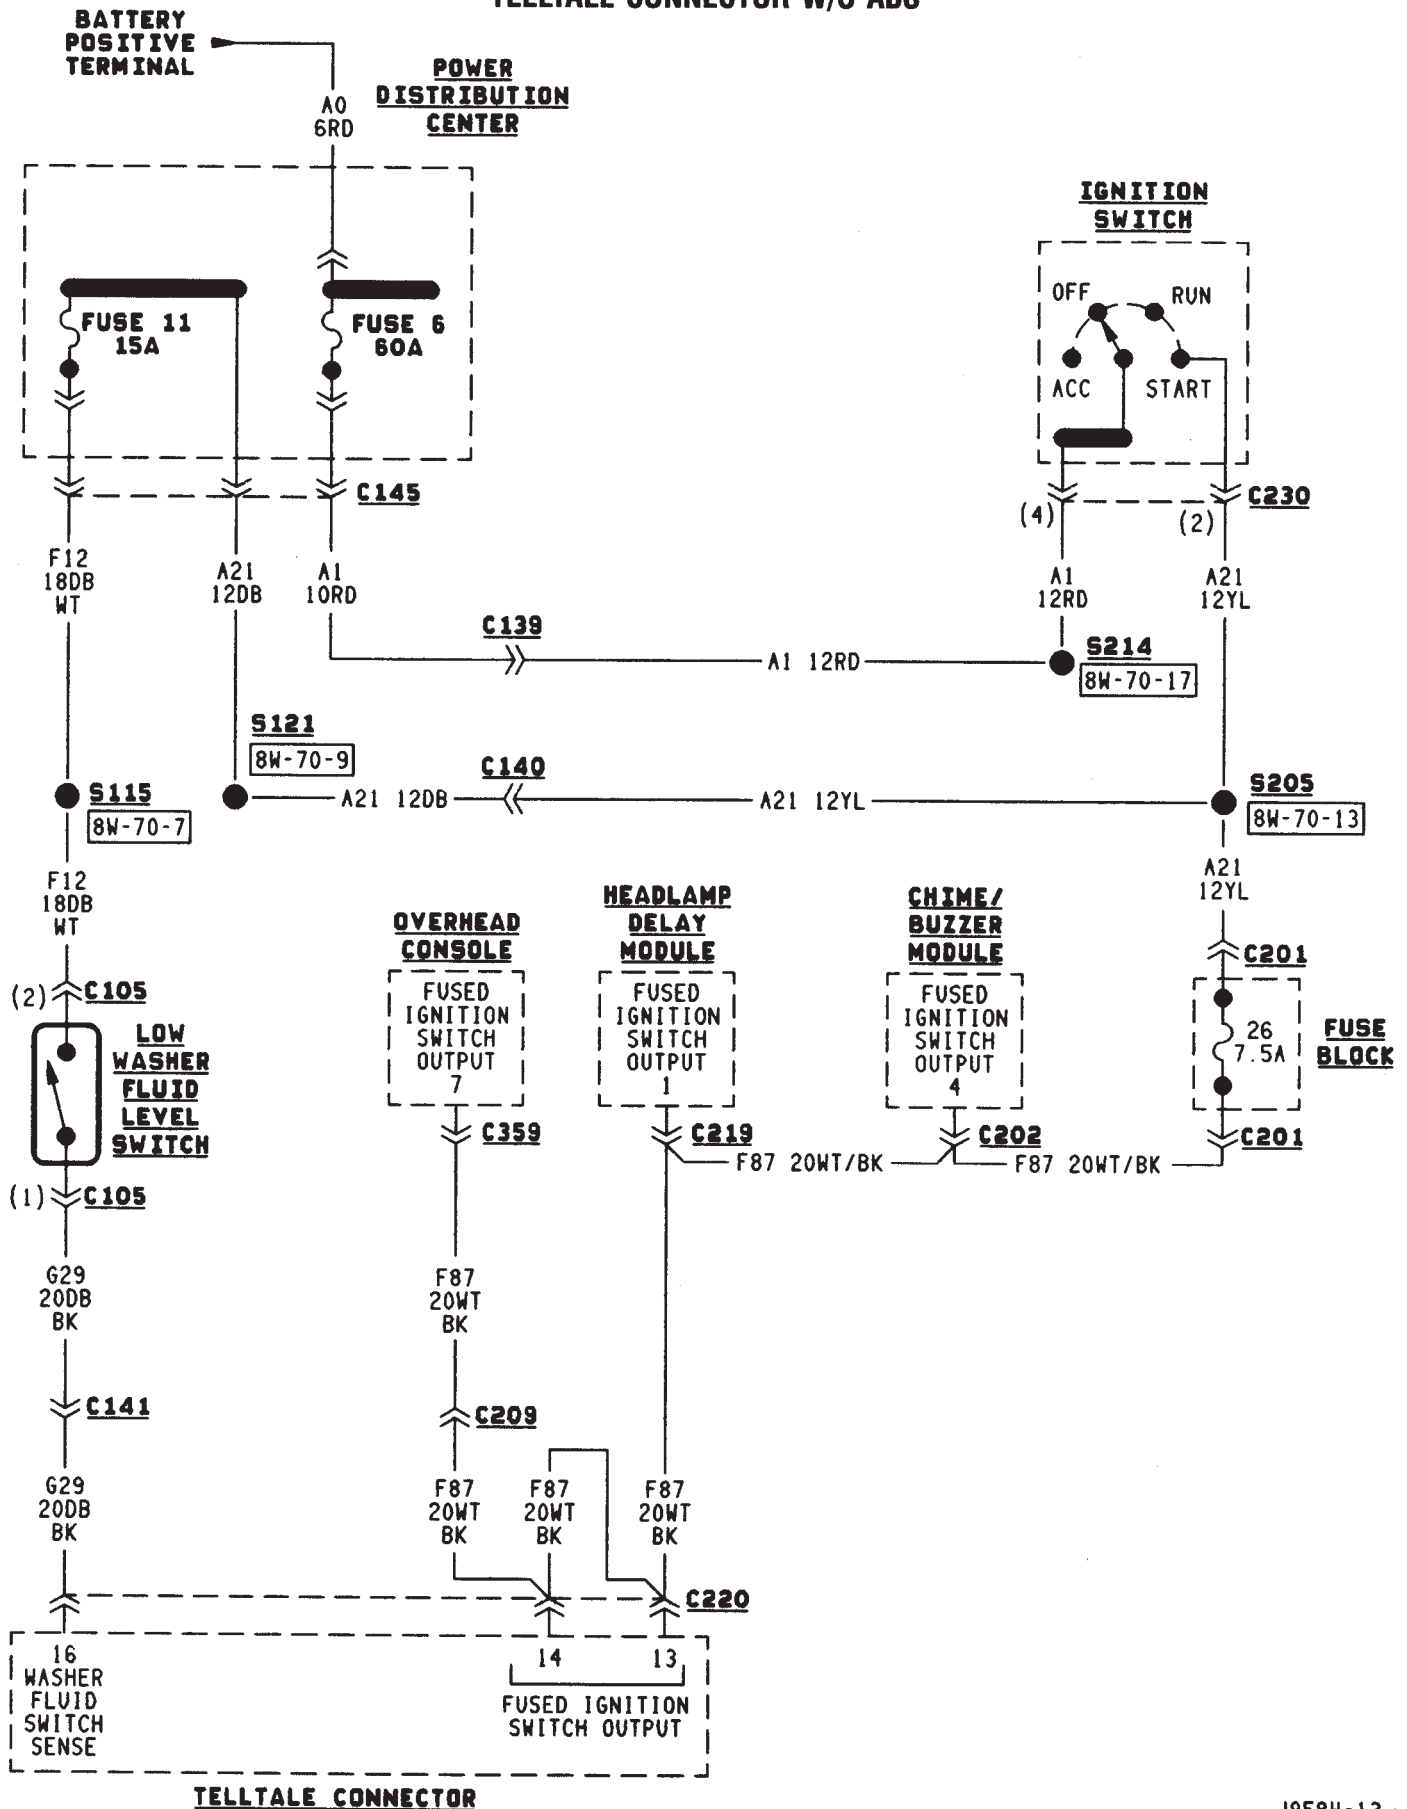 BATTERY
POSITIVE
TERMINAL
A0
6RD
POWER
DISTRIBUTION
CENTER
FUSE 11
15A
FUSE 6
60A
C145
IGNITION
SWITCH
OFF
RUN
ACC
START
(4)
(2)
C230
F12
18DB
WT
A21
12DB
A1
10RD
A1
12RD
A21
12YL
C139
A1 12RD
S214
8W-70-17
S121
8W-70-9
S115
8W-70-7
A21 12DB
C140
A21 12YL
S205
8W-70-13
F12
18DB
WT
A21
12YL
(2)
C105
LOW
WASHER
FLUID
LEVEL
SWITCH
(1)
C105
OVERHEAD
CONSOLE
FUSED
IGNITION
SWITCH
OUTPUT
7
C359
HEADLAMP
DELAY
MODULE
FUSED
IGNITION
SWITCH
OUTPUT
1
C219
CHIME/
BUZZER
MODULE
FUSED
IGNITION
SWITCH
OUTPUT
4
C202
C201
26
7.5A
FUSE
BLOCK
C201
F87 20WT/BK
F87 20WT/BK
G29
20DB
BK
F87
20WT
BK
C141
C209
G29
20DB
BK
F87
20WT
BK
F87
20WT
BK
F87
20WT
BK
C220
16
WASHER
FLUID
SWITCH
SENSE
14
13
FUSED IGNITION
SWITCH OUTPUT
TELLTALE CONNECTOR